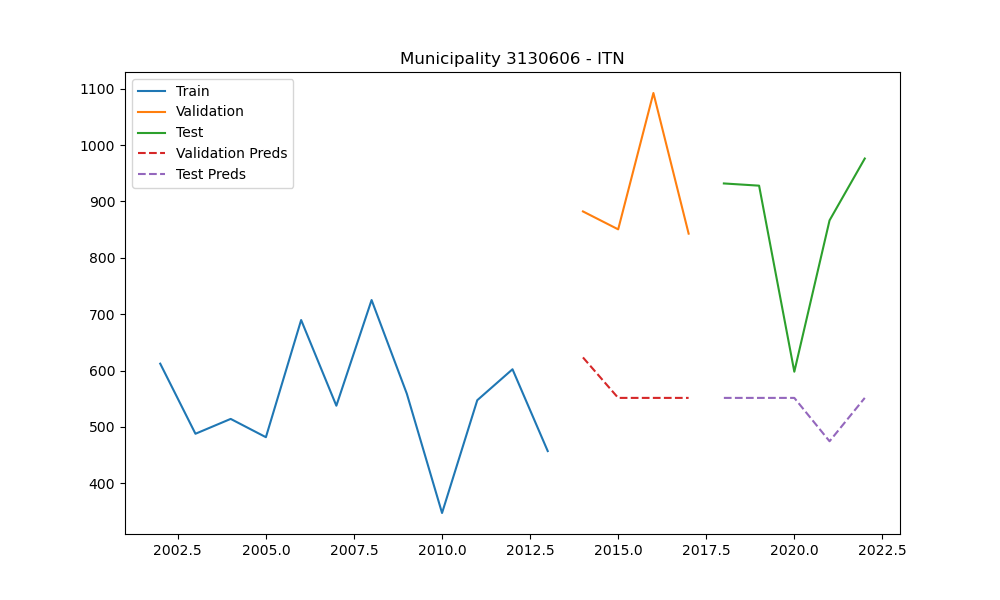 Municipality 3130606 - ITN
Train
Validation
Test
Validation Preds
Test Preds
1100
1000
900
800
700
600
500
400
2002.5 2005.0 2007.5 2010.0 2012.5 2015.0 2017.5 2020.0 2022.5